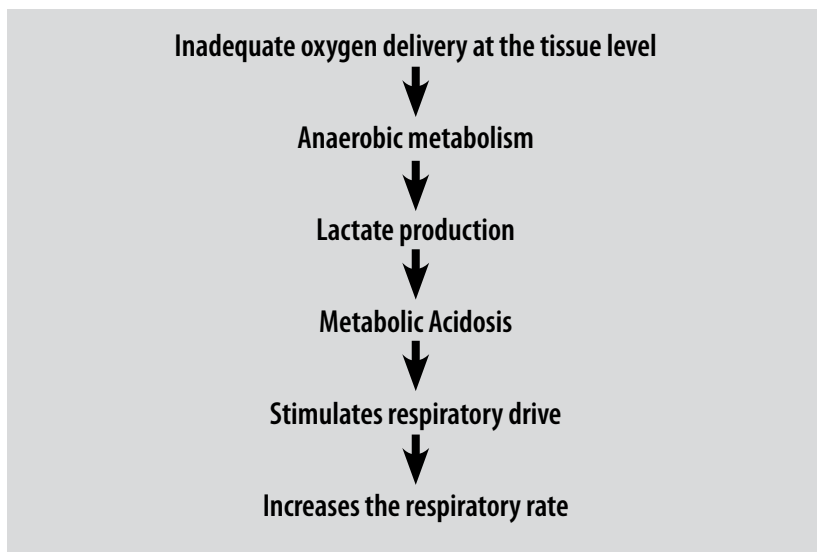 Inadequate oxygen delivery at the tissue level
Anaerobic metabolism
Lactate production
Metabolic Acidosis
Stimulates respiratory drive
Increases the respiratory rate